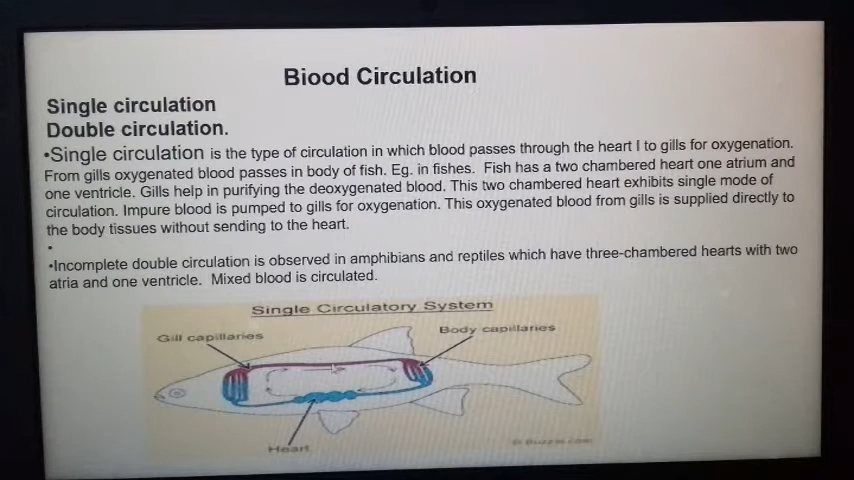 Biood Circulation
Single circulation
Double circulation.
•Single circulation is the type of circulation in which blood passes through the heart l to gills for oxygenation.
From gills oxygenated blood passes in body of fish. Eg. in fishes. Fish has a two chambered heart one atrium and
one ventricle. Gills help in purifying the deoxygenated blood. This two chambered heart exhibits single mode of
circulation. Impure blood is pumped to gills for oxygenation. This oxygenated blood from gills is supplied directly to
the body tissues without sending to the heart.
•
•Incomplete double circulation is observed in amphibians and reptiles which have three-chambered hearts with two
atria and one ventricle. Mixed blood is circulated.
Single Circulatory System
Gill capillaries
Body capillaries
Heart